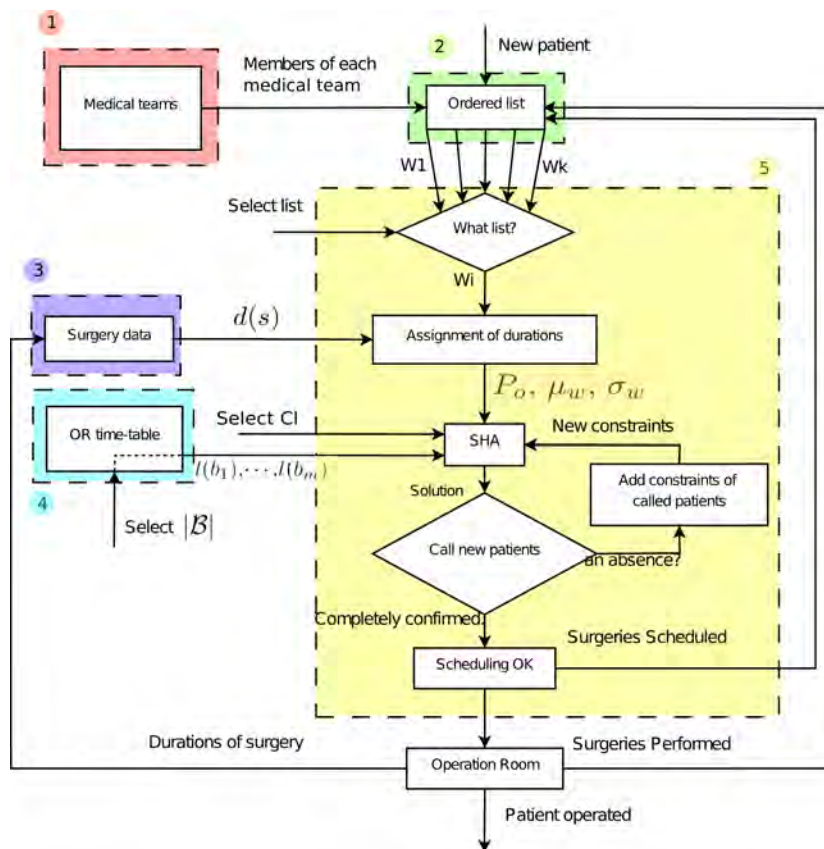 1
2
New patient
Members of each
medical team
Medical teams
Ordered list
W1
Wk
5
Select list
What list?
Wi
3
Surgery data
d(s)
Assignment of durations
P_o, μ_w, σ_w
Select CI
New constraints
OR time-table
SHA
l(b_1),⋯,l(b_m)
Add constraints of
called patients
4
Solution
Select |ℬ|
Call new patients
an absence?
Completely confirmed.
Surgeries Scheduled
Scheduling OK
Durations of surgery
Surgeries Performed
Operation Room
Patient operated